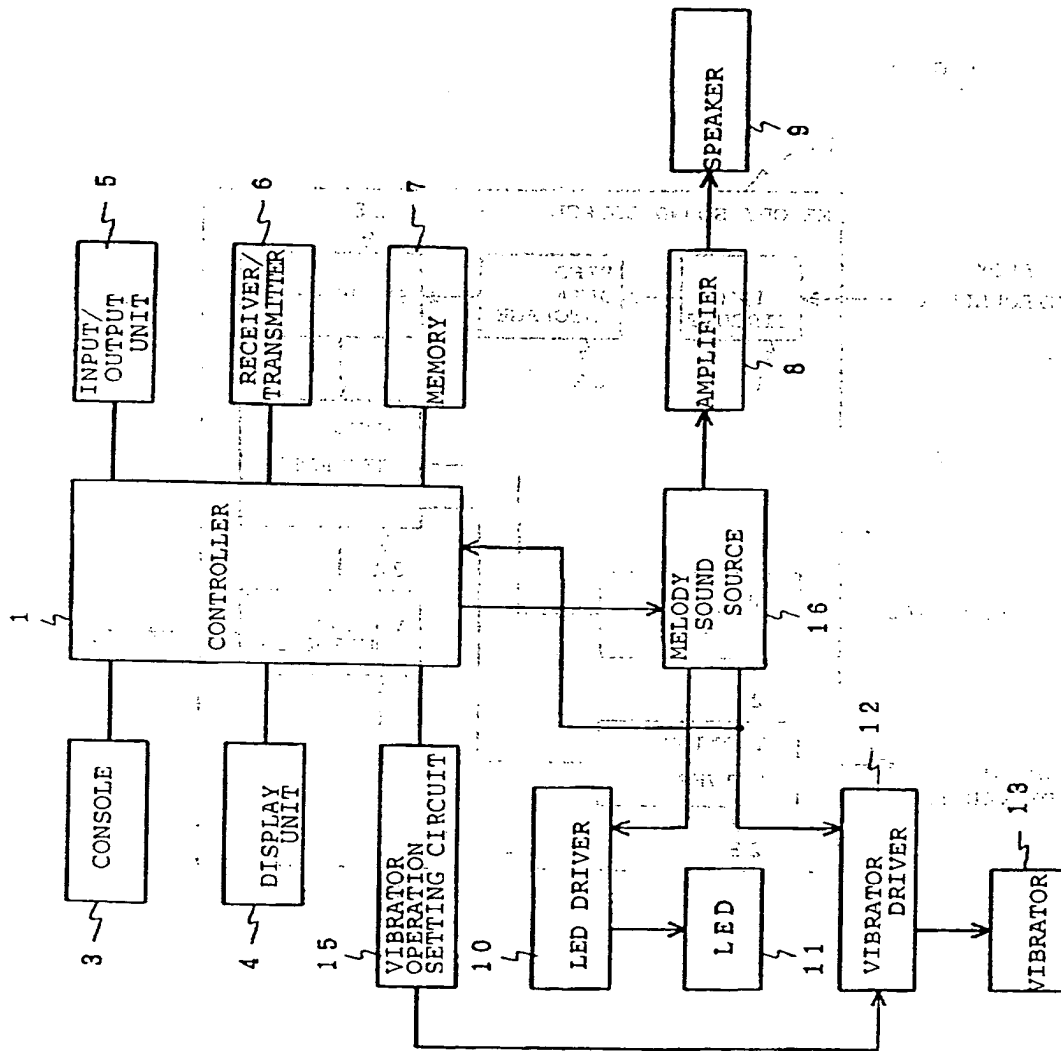 1
CONTROLLER
3
CONSOLE
4
DISPLAY
UNIT
15
VIBRATOR
OPERATION
SETTING CIRCUIT
5
INPUT/
OUTPUT
UNIT
6
RECEIVER/
TRANSMITTER
7
MEMORY
10
LED DRIVER
11
LED
12
VIBRATOR
DRIVER
13
VIBRATOR
MELODY
SOUND
SOURCE
16
AMPLIFIER
8
SPEAKER
9